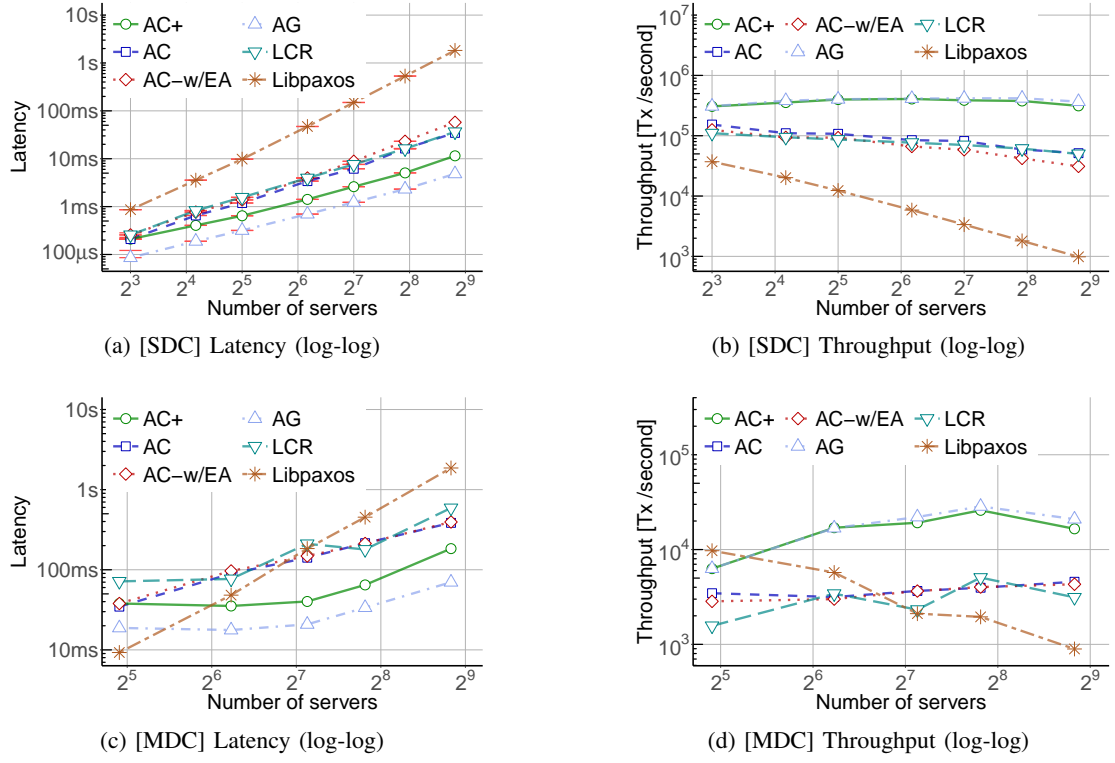 10s
1s
100ms
10ms
1ms
100µs
Latency
AC+
AC
AC−w/EA
AG
LCR
Libpaxos
2^3 2^4 2^5 2^6 2^7 2^8 2^9
Number of servers
(a) [SDC] Latency (log-log)
10^7
10^6
10^5
10^4
10^3
Throughput [Tx /second]
AC+ AC−w/EA LCR
AC AG Libpaxos
2^3 2^4 2^5 2^6 2^7 2^8 2^9
Number of servers
(b) [SDC] Throughput (log-log)
10s
1s
100ms
10ms
Latency
AC+
AC
AC−w/EA
AG
LCR
Libpaxos
2^5 2^6 2^7 2^8 2^9
Number of servers
(c) [MDC] Latency (log-log)
10^5
10^4
10^3
Throughput [Tx /second]
AC+ AC−w/EA LCR
AC AG Libpaxos
2^5 2^6 2^7 2^8 2^9
Number of servers
(d) [MDC] Throughput (log-log)